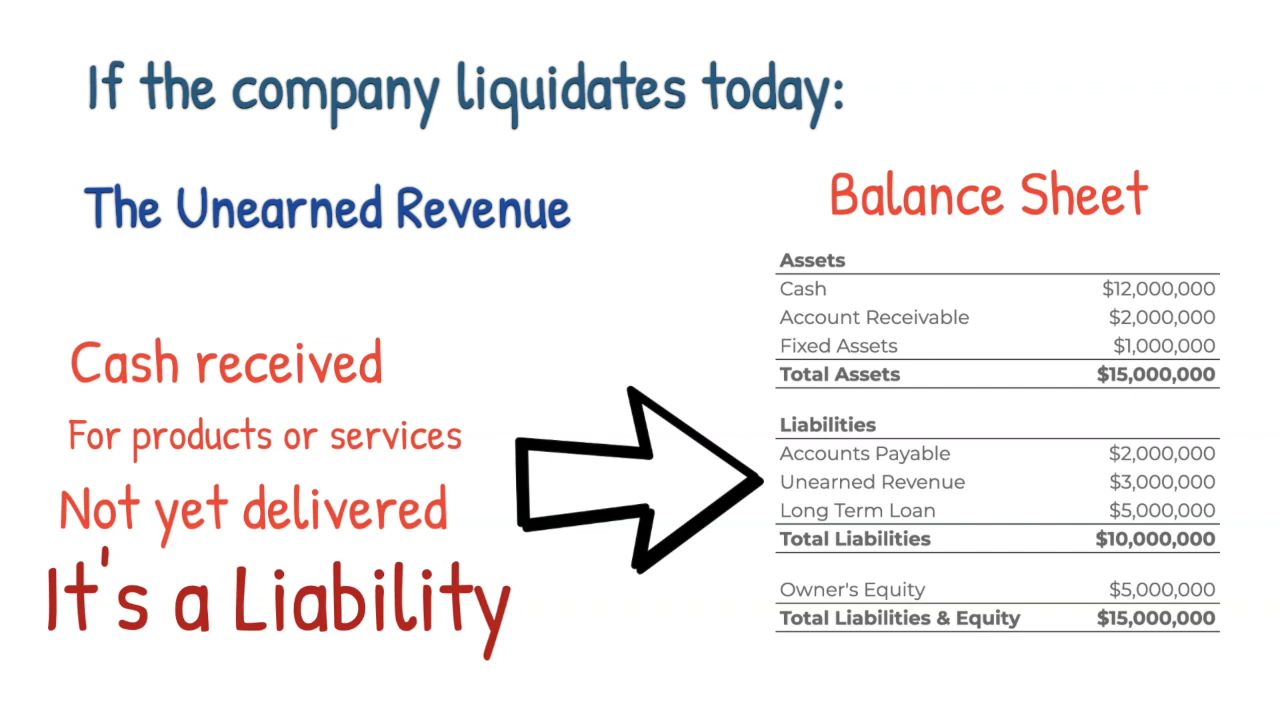 If the company liquidates today:
The Unearned Revenue
Cash received
For products or services
Not yet delivered
It's a Liability
Balance Sheet
Assets
Cash $12,000,000
Account Receivable $2,000,000
Fixed Assets $1,000,000
Total Assets $15,000,000
Liabilities
Accounts Payable $2,000,000
Unearned Revenue $3,000,000
Long Term Loan $5,000,000
Total Liabilities $10,000,000
Owner's Equity $5,000,000
Total Liabilities & Equity $15,000,000